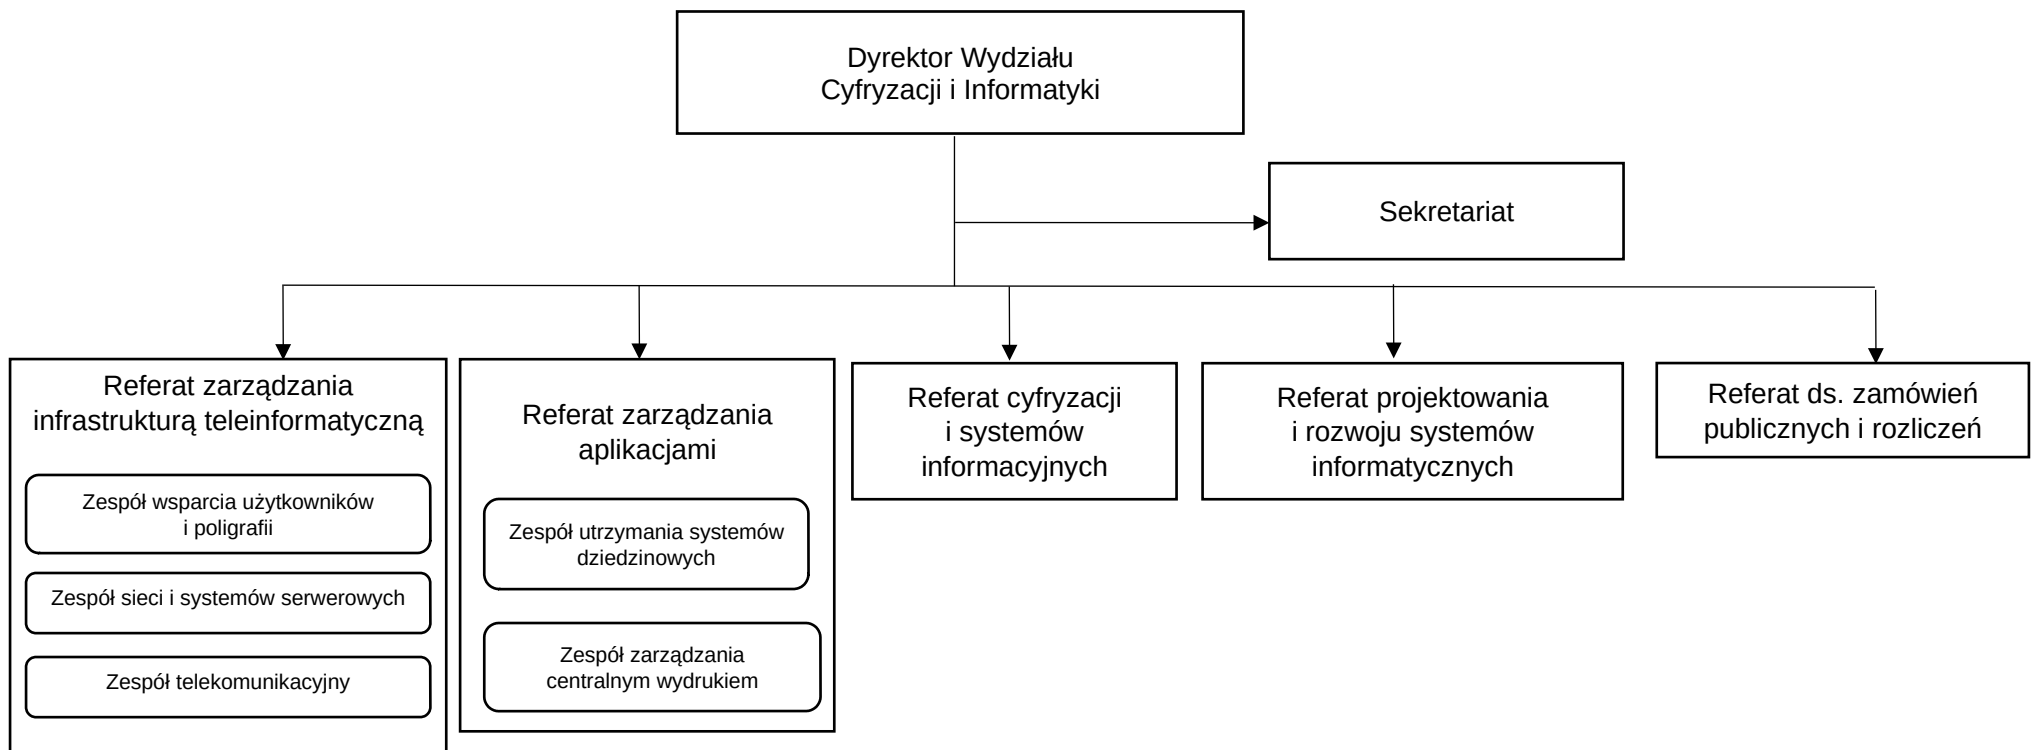 Dyrektor Wydziału
Cyfryzacji i Informatyki
Sekretariat
Referat zarządzania
infrastrukturą teleinformatyczną
Zespół wsparcia użytkowników
i poligrafii
Zespół sieci i systemów serwerowych
Zespół telekomunikacyjny
Referat zarządzania
aplikacjami
Zespół utrzymania systemów
dziedzinowych
Zespół zarządzania
centralnym wydrukiem
Referat cyfryzacji
i systemów
informacyjnych
Referat projektowania
i rozwoju systemów
informatycznych
Referat ds. zamówień
publicznych i rozliczeń